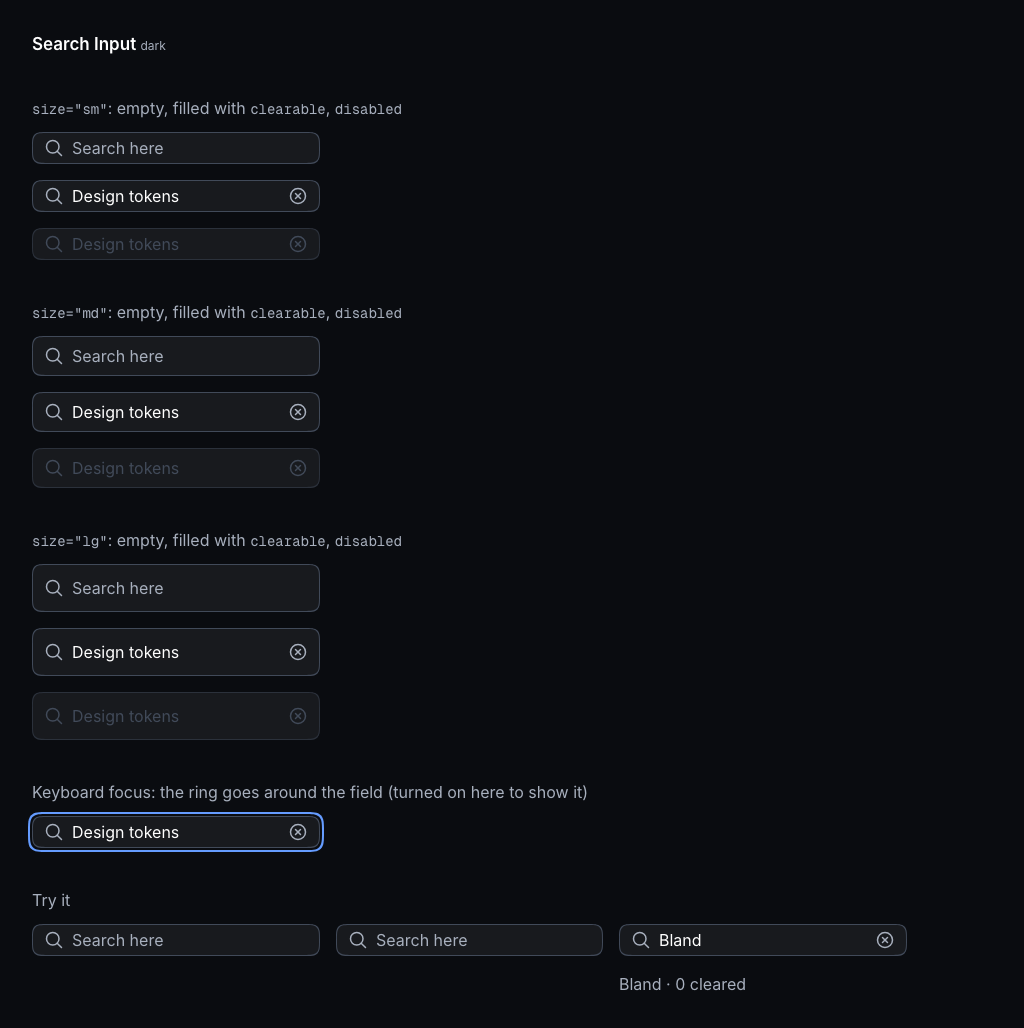 Search Input dark
size="sm": empty, filled with clearable, disabled
Search here
Design tokens
Design tokens
size="md": empty, filled with clearable, disabled
Search here
Design tokens
Design tokens
size="lg": empty, filled with clearable, disabled
Search here
Design tokens
Design tokens
Keyboard focus: the ring goes around the field (turned on here to show it)
Design tokens
Try it
Search here
Search here
Bland
Bland · 0 cleared